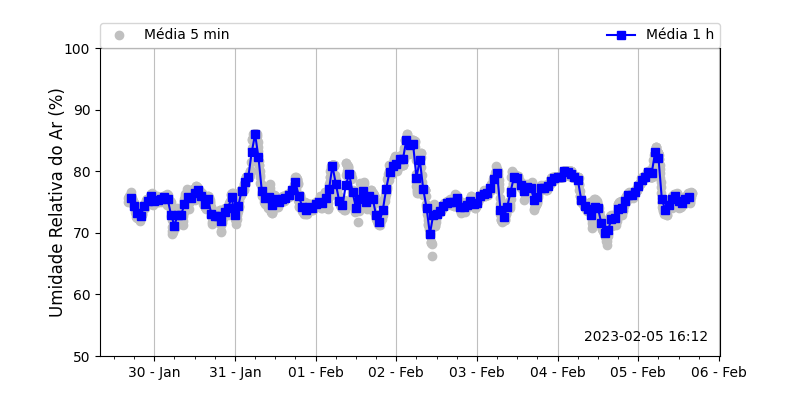 Média 5 min
Média 1 h
Umidade Relativa do Ar (%)
100
90
80
70
60
50
2023-02-05 16:12
30 - Jan
31 - Jan
01 - Feb
02 - Feb
03 - Feb
04 - Feb
05 - Feb
06 - Feb